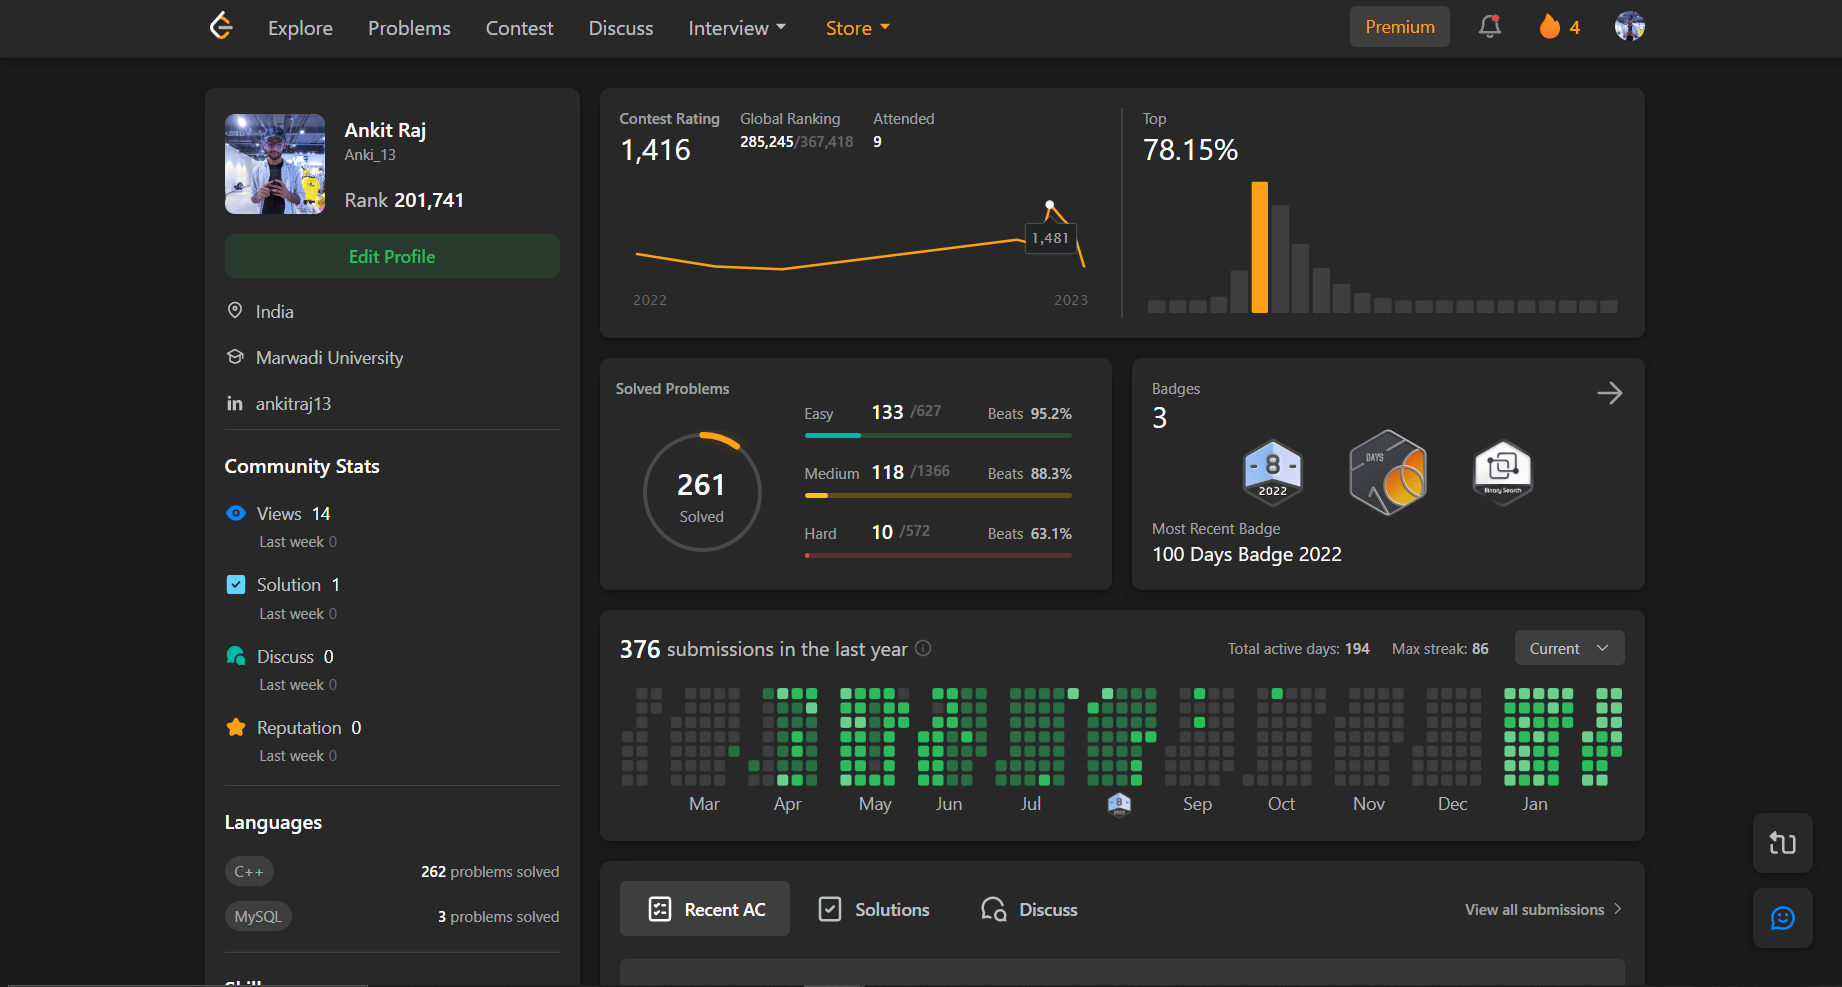 Explore Problems Contest Discuss Interview Store Premium 4
Ankit Raj
Anki_13
Rank 201,741
Edit Profile
India
Marwadi University
ankitraj13
Community Stats
Views 14
Last week 0
Solution 1
Last week 0
Discuss 0
Last week 0
Reputation 0
Last week 0
Languages
C++ 262 problems solved
MySQL 3 problems solved
Contest Rating Global Ranking Attended
1,416 285,245/367,418 9
1,481
2022 2023
Top
78.15%
Solved Problems
261
Solved
Easy 133 /627 Beats 95.2%
Medium 118 /1366 Beats 88.3%
Hard 10 /572 Beats 63.1%
Badges
3
- 8 -
2022
DAYS
Binary Search
Most Recent Badge
100 Days Badge 2022
376 submissions in the last year Total active days: 194 Max streak: 86 Current
Mar Apr May Jun Jul Sep Oct Nov Dec Jan
Recent AC Solutions Discuss View all submissions